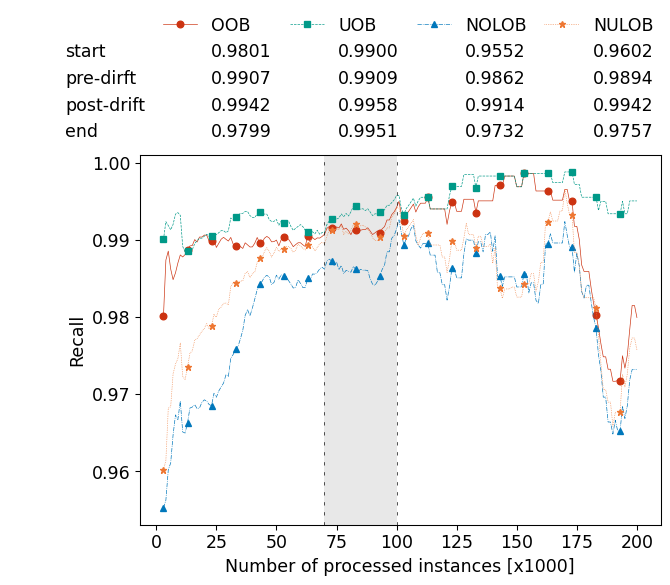 OOB UOB NOLOB NULOB
start 0.9801 0.9900 0.9552 0.9602
pre-dirft 0.9907 0.9909 0.9862 0.9894
post-drift 0.9942 0.9958 0.9914 0.9942
end 0.9799 0.9951 0.9732 0.9757
1.00
0.99
0.98
0.97
0.96
Recall
0 25 50 75 100 125 150 175 200
Number of processed instances [x1000]